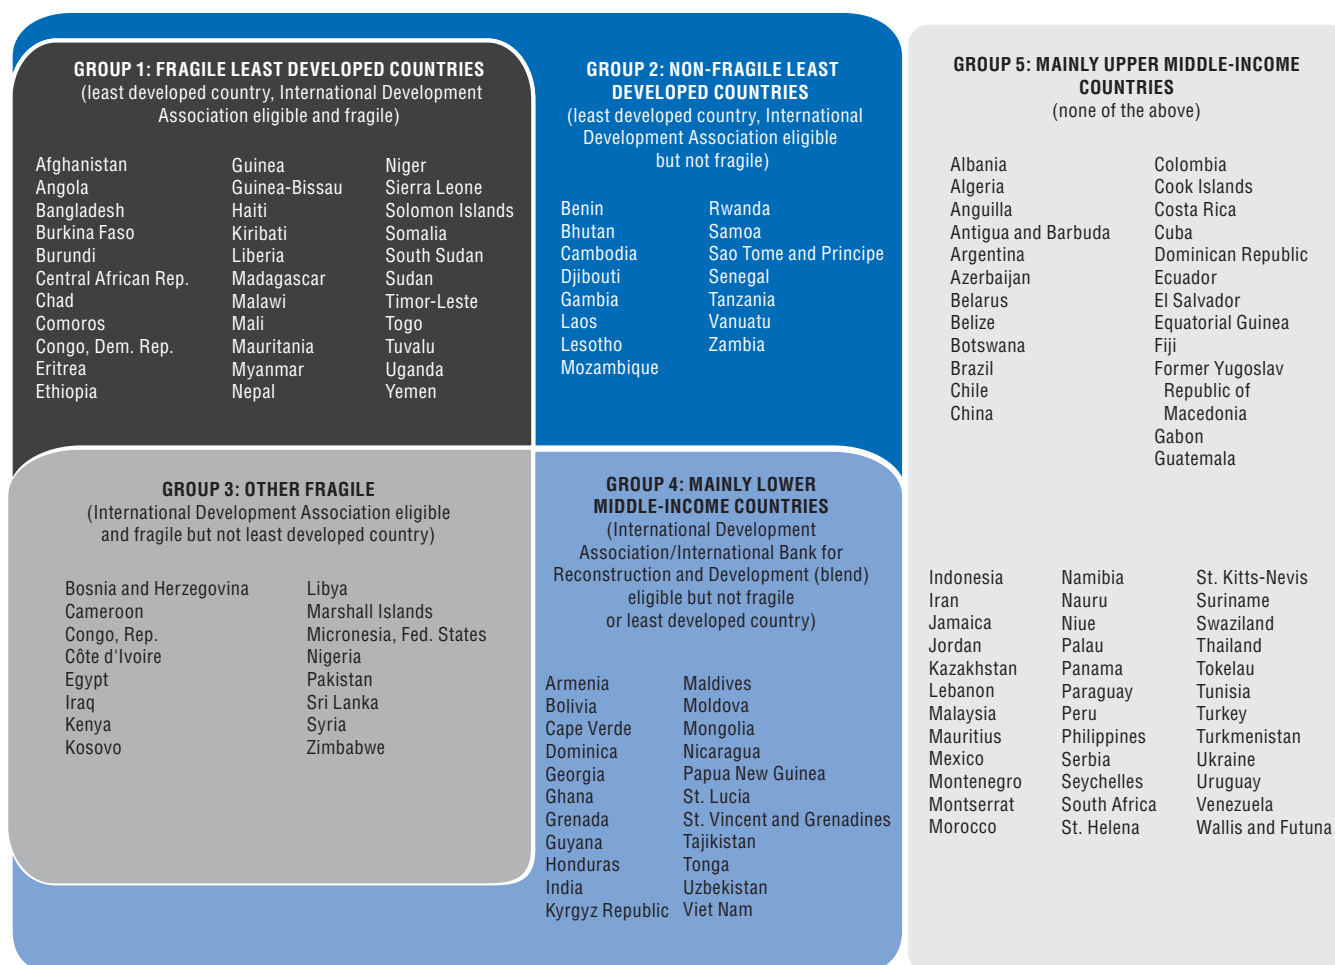 GROUP 1: FRAGILE LEAST DEVELOPED COUNTRIES
(least developed country, International Development
Association eligible and fragile)
Afghanistan
Angola
Bangladesh
Burkina Faso
Burundi
Central African Rep.
Chad
Comoros
Congo, Dem. Rep.
Eritrea
Ethiopia
Guinea
Guinea-Bissau
Haiti
Kiribati
Liberia
Madagascar
Malawi
Mali
Mauritania
Myanmar
Nepal
Niger
Sierra Leone
Solomon Islands
Somalia
South Sudan
Sudan
Timor-Leste
Togo
Tuvalu
Uganda
Yemen
GROUP 2: NON-FRAGILE LEAST
DEVELOPED COUNTRIES
(least developed country, International
Development Association eligible
but not fragile)
Benin
Bhutan
Cambodia
Djibouti
Gambia
Laos
Lesotho
Mozambique
Rwanda
Samoa
Sao Tome and Principe
Senegal
Tanzania
Vanuatu
Zambia
GROUP 3: OTHER FRAGILE
(International Development Association eligible
and fragile but not least developed country)
Bosnia and Herzegovina
Cameroon
Congo, Rep.
Côte d'Ivoire
Egypt
Iraq
Kenya
Kosovo
Libya
Marshall Islands
Micronesia, Fed. States
Nigeria
Pakistan
Sri Lanka
Syria
Zimbabwe
GROUP 4: MAINLY LOWER
MIDDLE-INCOME COUNTRIES
(International Development
Association/International Bank for
Reconstruction and Development (blend)
eligible but not fragile
or least developed country)
Armenia
Bolivia
Cape Verde
Dominica
Georgia
Ghana
Grenada
Guyana
Honduras
India
Kyrgyz Republic
Maldives
Moldova
Mongolia
Nicaragua
Papua New Guinea
St. Lucia
St. Vincent and Grenadines
Tajikistan
Tonga
Uzbekistan
Viet Nam
GROUP 5: MAINLY UPPER MIDDLE-INCOME
COUNTRIES
(none of the above)
Albania
Algeria
Anguilla
Antigua and Barbuda
Argentina
Azerbaijan
Belarus
Belize
Botswana
Brazil
Chile
China
Colombia
Cook Islands
Costa Rica
Cuba
Dominican Republic
Ecuador
El Salvador
Equatorial Guinea
Fiji
Former Yugoslav
Republic of
Macedonia
Gabon
Guatemala
Indonesia
Iran
Jamaica
Jordan
Kazakhstan
Lebanon
Malaysia
Mauritius
Mexico
Montenegro
Montserrat
Morocco
Namibia
Nauru
Niue
Palau
Panama
Paraguay
Peru
Philippines
Serbia
Seychelles
South Africa
St. Helena
St. Kitts-Nevis
Suriname
Swaziland
Thailand
Tokelau
Tunisia
Turkey
Turkmenistan
Ukraine
Uruguay
Venezuela
Wallis and Futuna